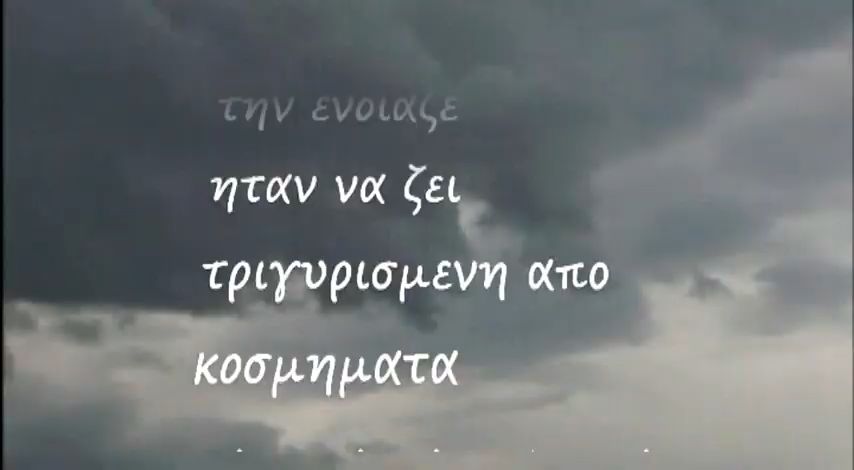 την ενοιαζε
ηταν να ζει
τριγυρισμενη απο
κοσμηματα